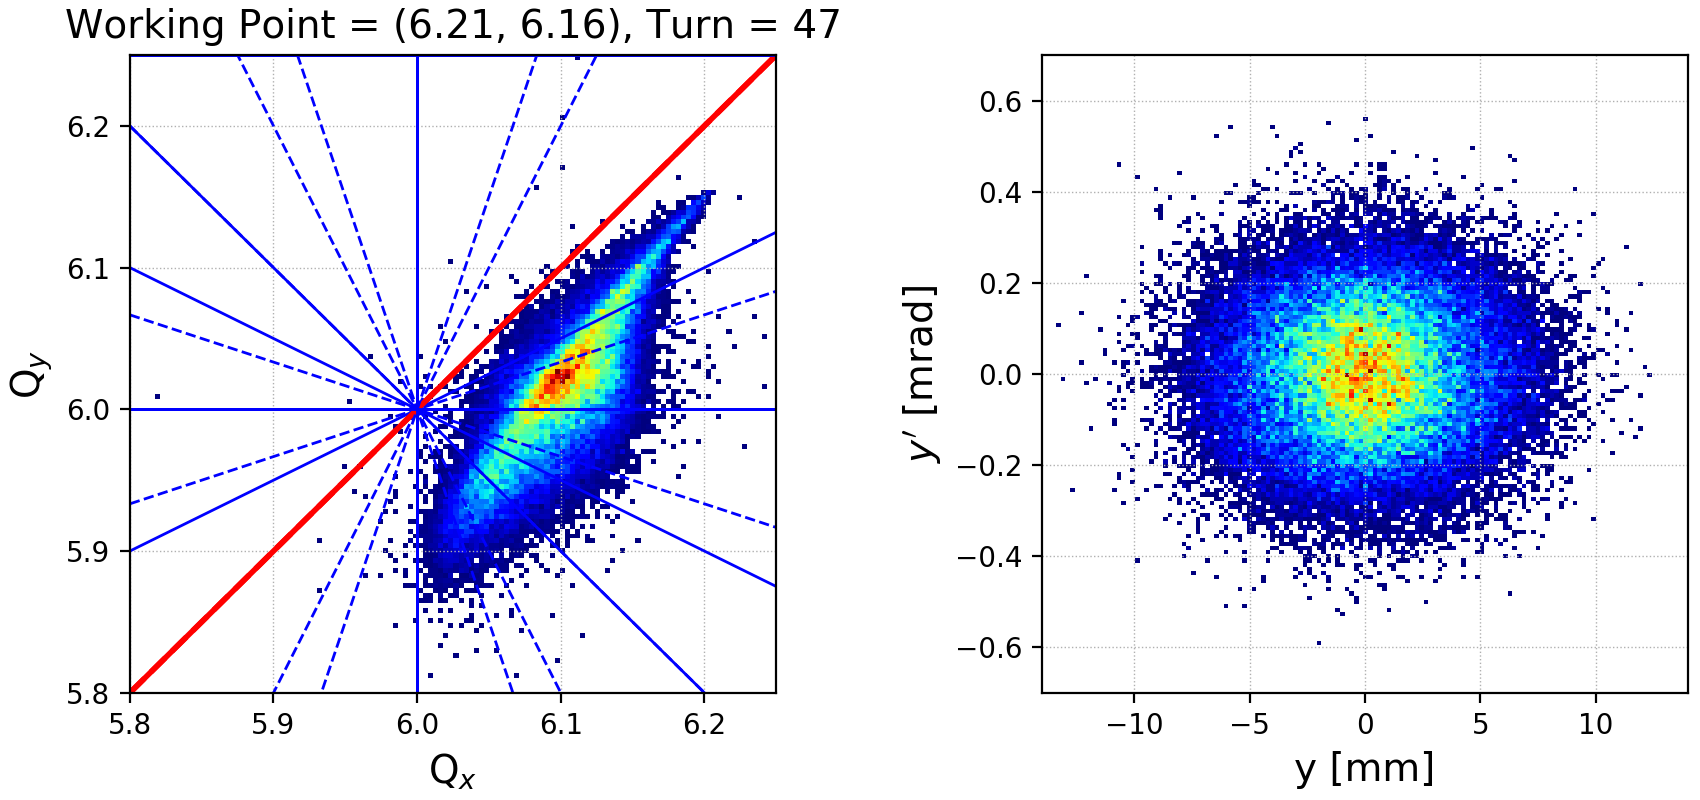 Working Point = (6.21, 6.16), Turn = 47
6.2
6.1
6.0
5.9
5.8
5.8 5.9 6.0 6.1 6.2
Qy
Qx
0.6
0.4
0.2
0.0
−0.2
−0.4
−0.6
−10 −5 0 5 10
y′ [mrad]
y [mm]